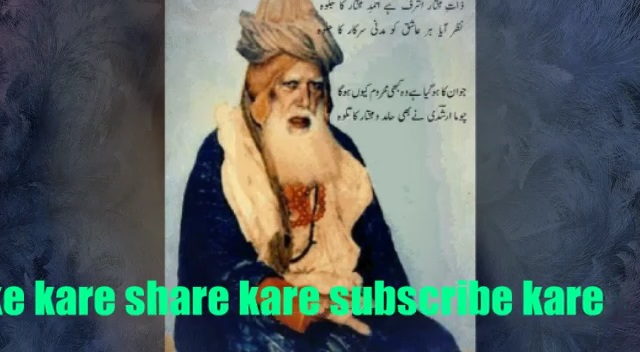 ذاتِ مختار اشرف ہے احمد مختار کا جلوہ
نظر آیا ہر عاشق کو مدنی سرکار کا جلوہ
جو ان کا ہو گیا ہے وہ کبھی محروم کیوں ہوگا
چوما ارشدی نے بھی حامد و مختار کا تلوہ
ke kare share kare subscribe kare